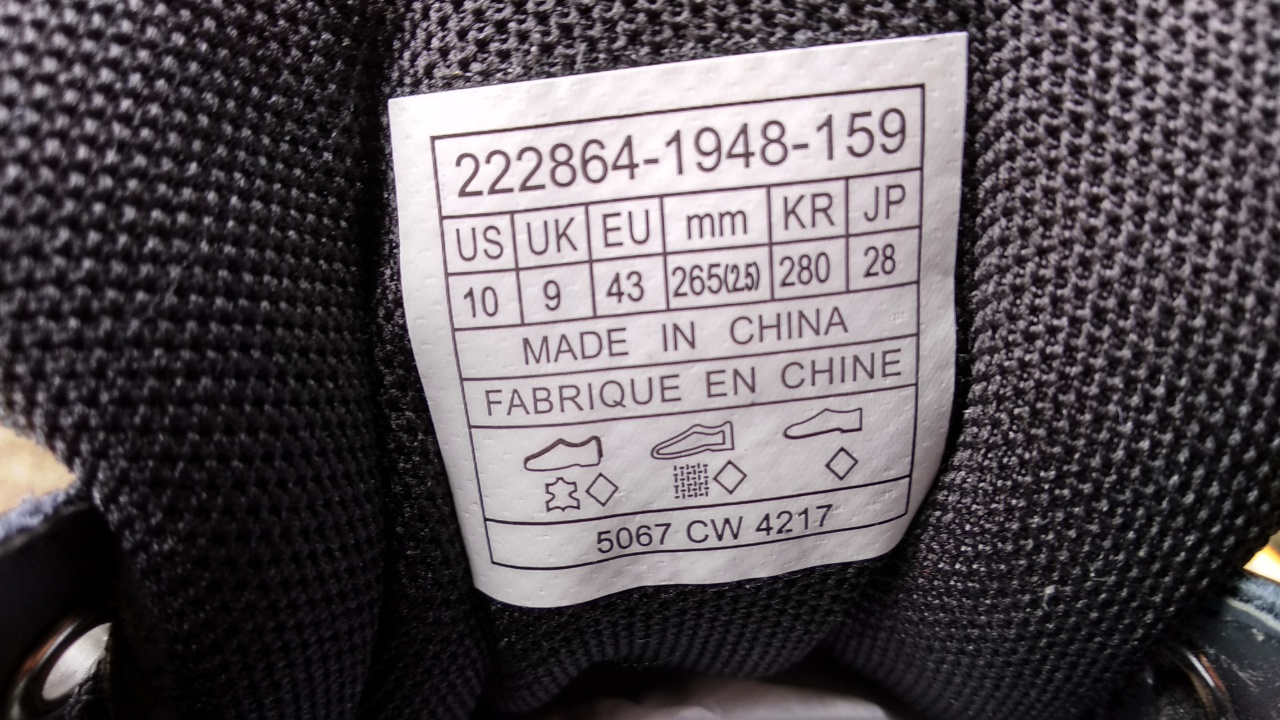 222864-1948-159
US UK EU mm KR JP
10 9 43 265(2.5) 280 28
MADE IN CHINA
FABRIQUE EN CHINE
5067 CW 4217